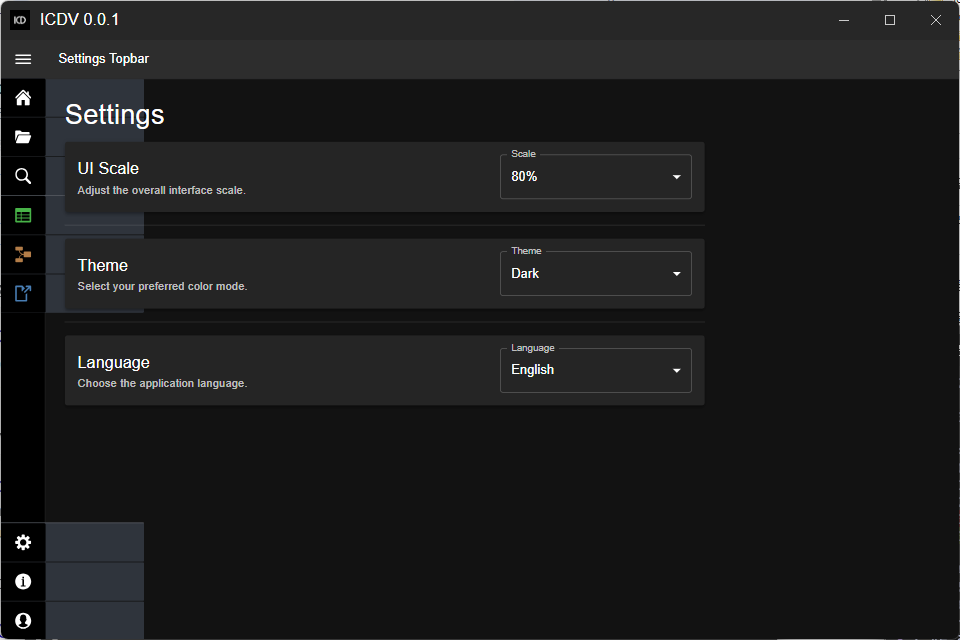 KD ICDV 0.0.1
Settings Topbar
Settings
UI Scale
Adjust the overall interface scale.
Scale
80%
Theme
Select your preferred color mode.
Theme
Dark
Language
Choose the application language.
Language
English